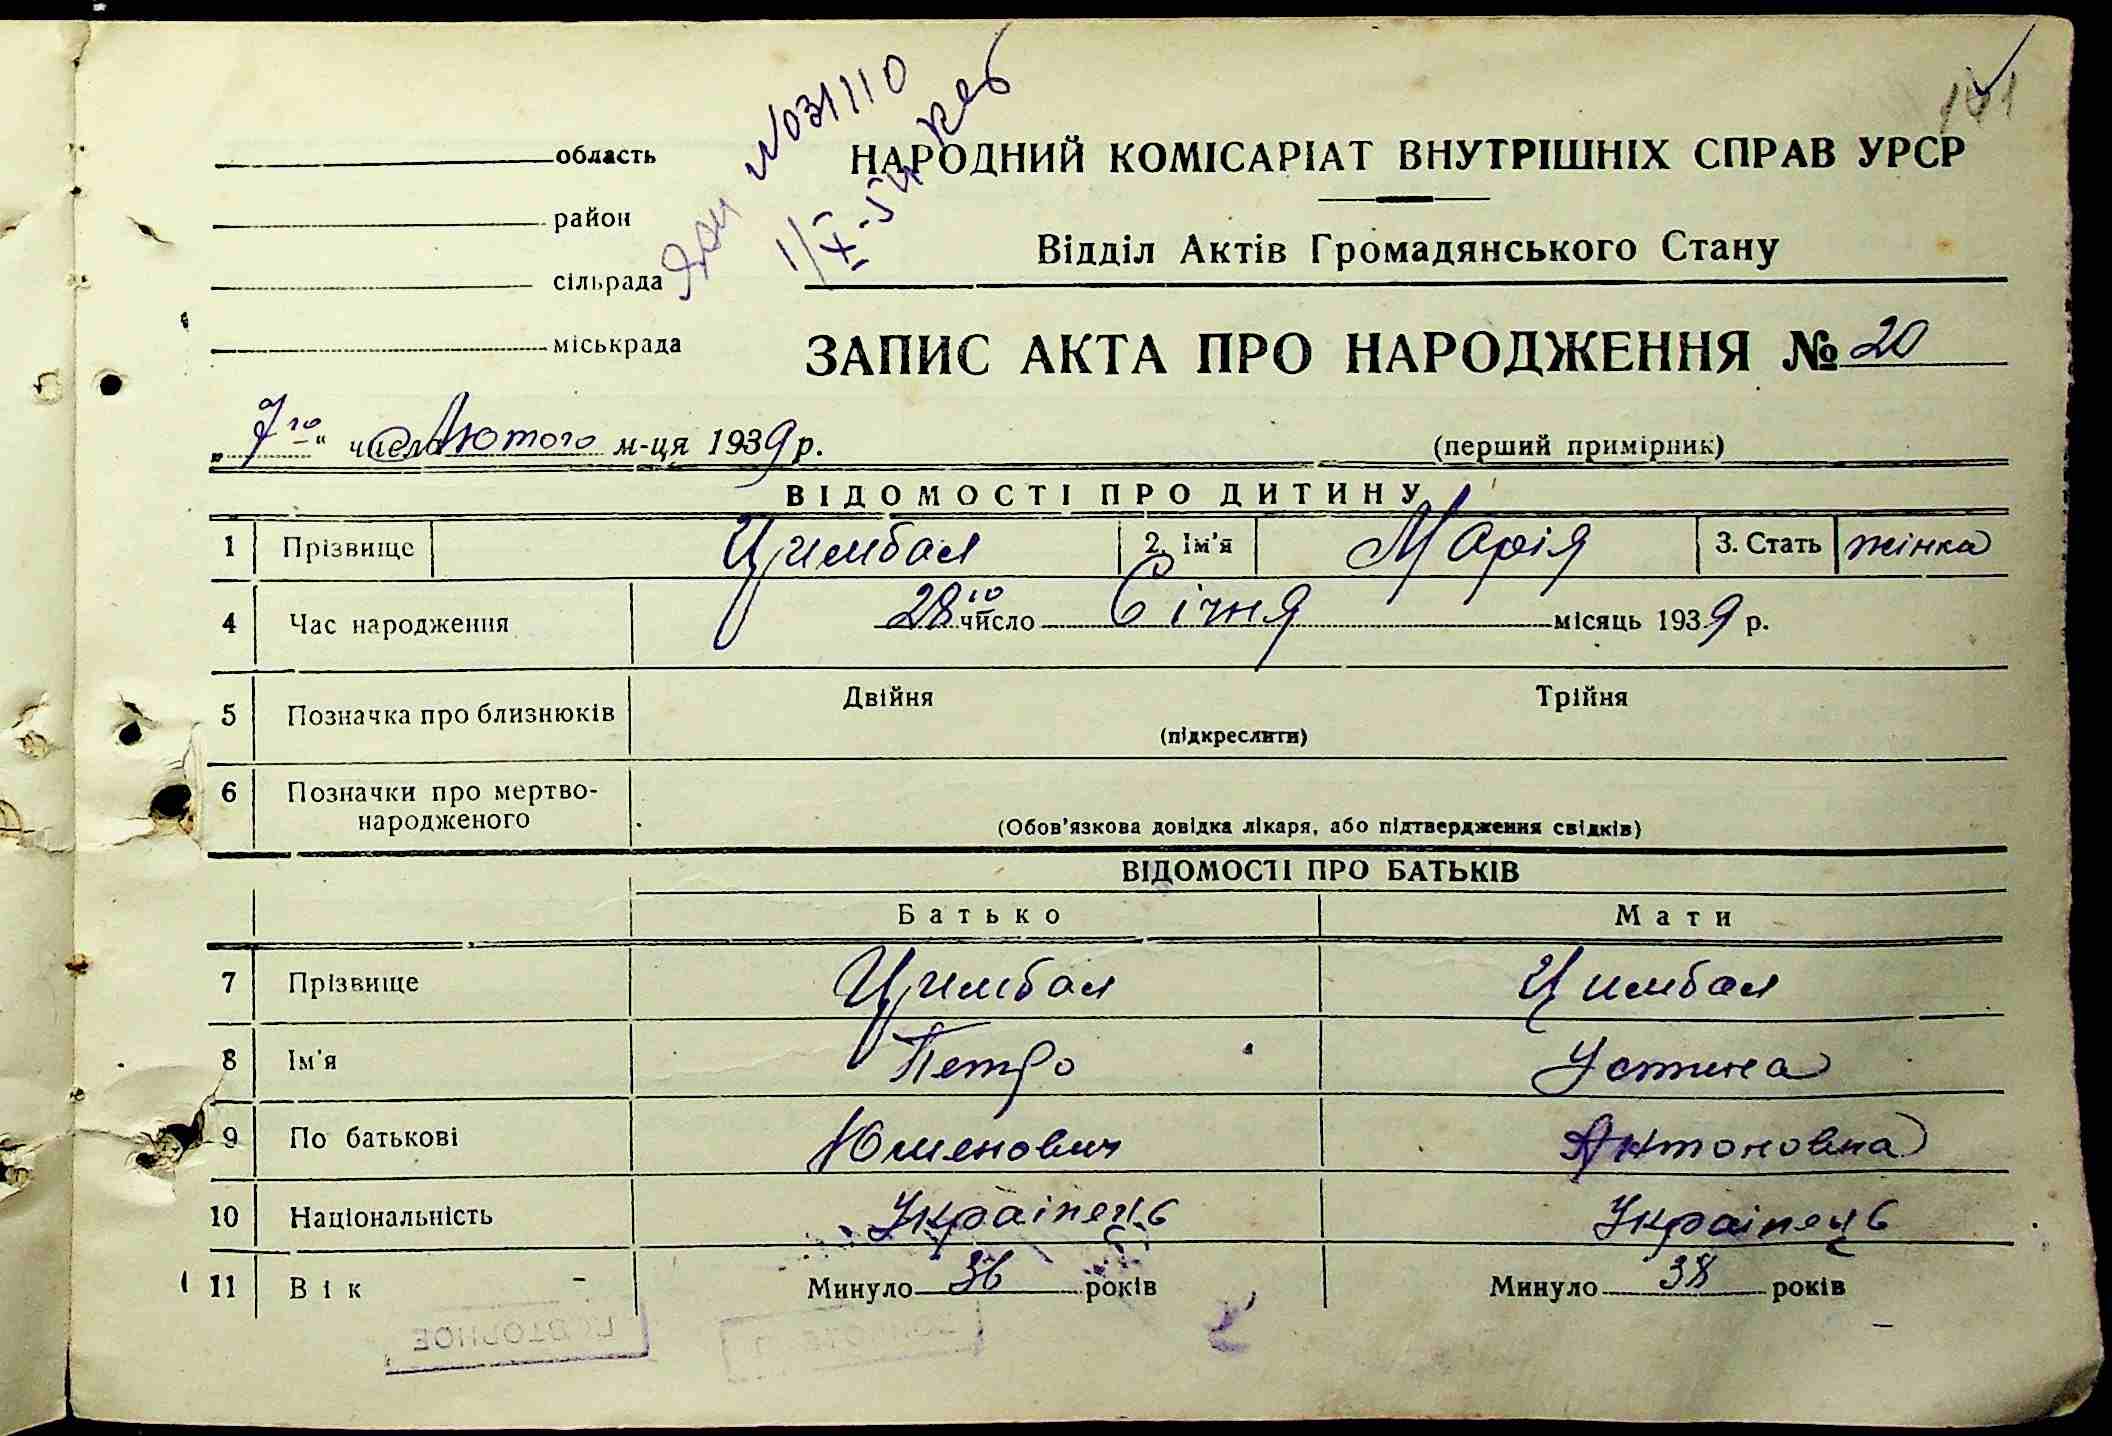 191
ЯЯИ №031110
1/XI-54
область
район
сільрада
міськрада
НАРОДНИЙ КОМІСАРІАТ ВНУТРІШНІХ СПРАВ УРСР
Відділ Актів Громадянського Стану
ЗАПИС АКТА ПРО НАРОДЖЕННЯ № 20
„7го“ числа Лютого м-ця 1939 р.
(перший примірник)
ВІДОМОСТІ ПРО ДИТИНУ
1 Прізвище Цимбал 2. Ім'я Марія 3. Стать жінка
4 Час народження 28го число Січня місяць 1939 р.
5 Позначка про близнюків Двійня Трійня
(підкреслити)
6 Позначки про мертво-
народженого
(Обов'язкова довідка лікаря, або підтвердження свідків)
ВІДОМОСТІ ПРО БАТЬКІВ
Батько Мати
7 Прізвище Цимбал Цимбал
8 Ім'я Петро Устина
9 По батькові Юменович Антоновна
10 Національність Українець Українець
11 Вік - Минуло 36 років Минуло 38 років